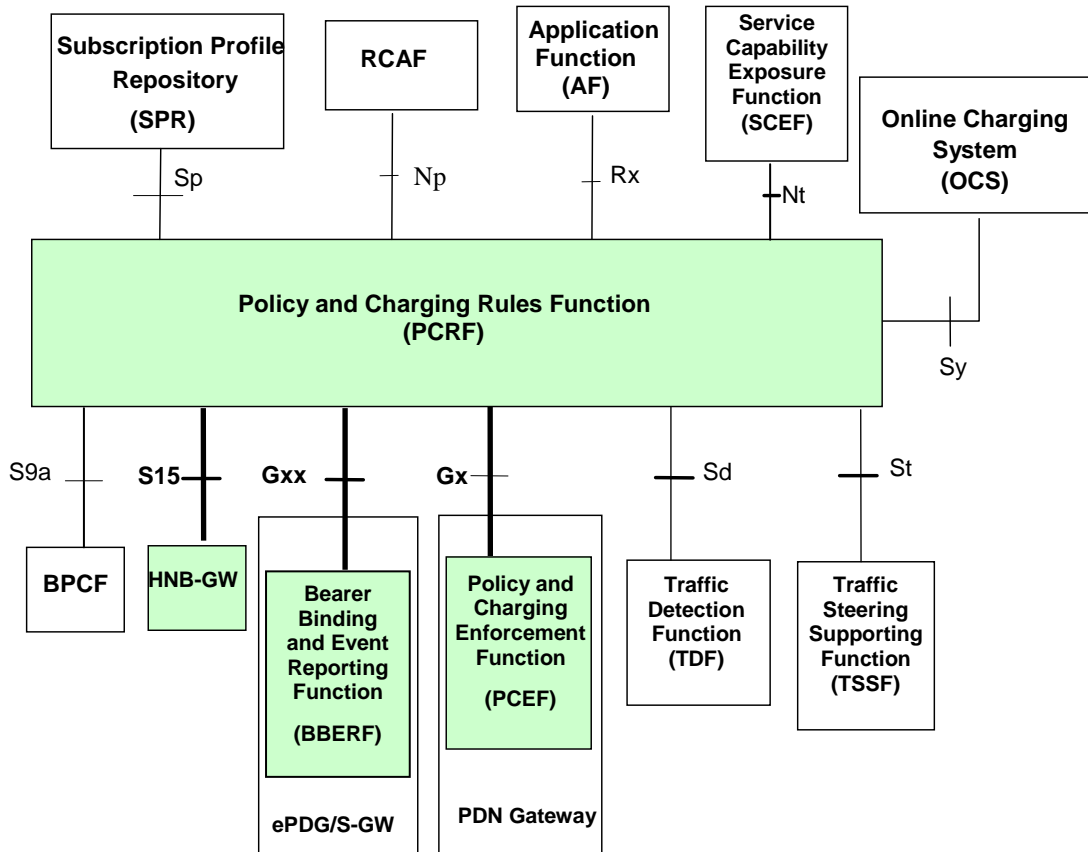 Subscription Profile
Repository
(SPR)
RCAF
Application
Function
(AF)
Service
Capability
Exposure
Function
(SCEF)
Online Charging
System
(OCS)
Sp
Np
Rx
Nt
Policy and Charging Rules Function
(PCRF)
Sy
S9a
S15
Gxx
Gx
Sd
St
BPCF
HNB-GW
Bearer
Binding
and Event
Reporting
Function
(BBERF)
ePDG/S-GW
Policy and
Charging
Enforcement
Function
(PCEF)
PDN Gateway
Traffic
Detection
Function
(TDF)
Traffic
Steering
Supporting
Function
(TSSF)